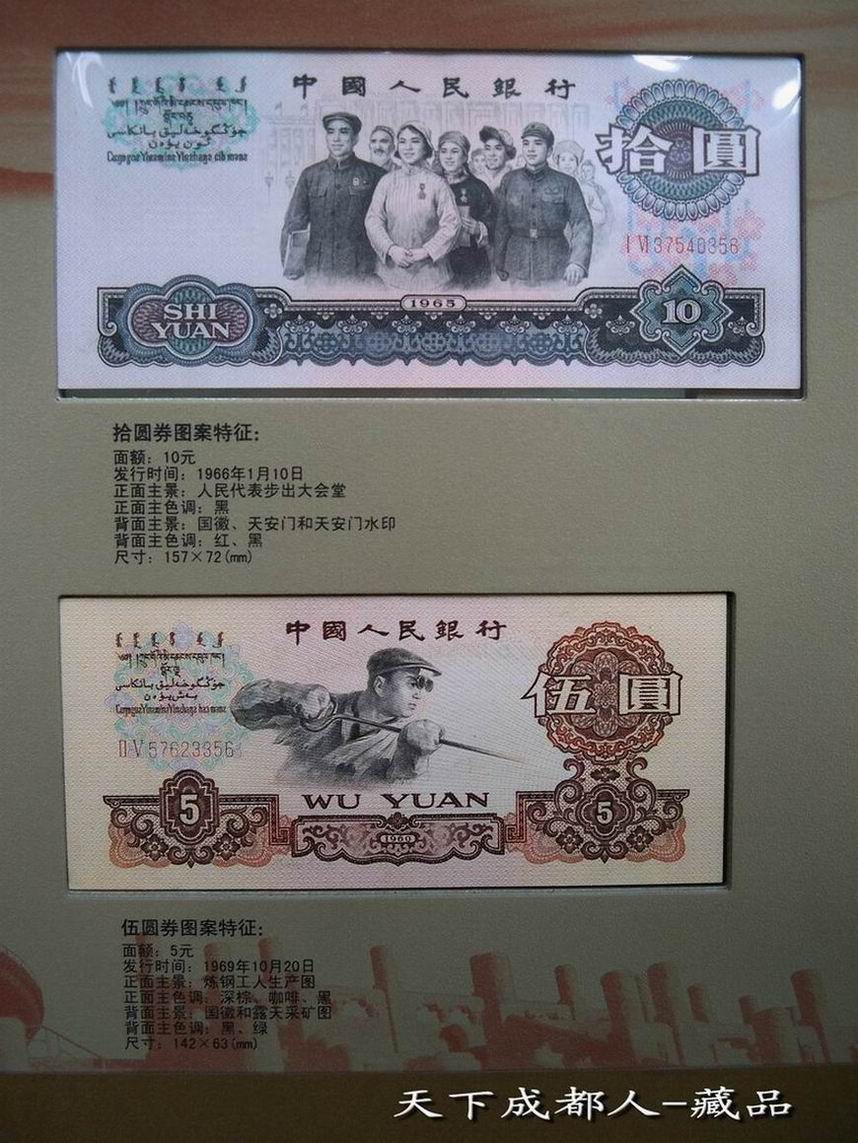 中國人民銀行
拾圓
ⅠⅥ37540356
1965
SHI
YUAN
10
拾圆券图案特征:
面额: 10元
发行时间: 1966年1月10日
正面主景: 人民代表步出大会堂
正面主色调: 黑
背面主景: 国徽、天安门和天安门水印
背面主色调: 红、黑
尺寸: 157×72(mm)
中國人民銀行
伍圓
ⅡⅤ57623356
5
WU YUAN
5
1960
伍圆券图案特征:
面额: 5元
发行时间: 1969年10月20日
正面主景: 炼钢工人生产图
正面主色调: 深棕、咖啡、黑
背面主景: 国徽和露天采矿图
背面主色调: 黑、绿
尺寸: 142×63(mm)
天下成都人-藏品